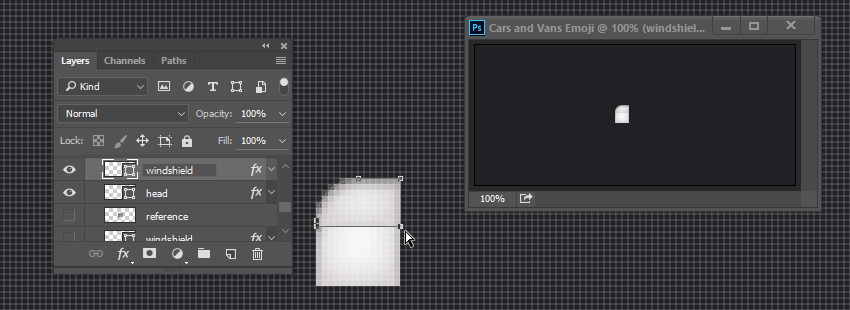 Ps Cars and Vans Emoji @ 100% (windshiel...
Layers Channels Paths
Kind T
Normal Opacity: 100%
Lock: Fill: 100%
windshield fx
head fx
reference
windshield
fx
100%